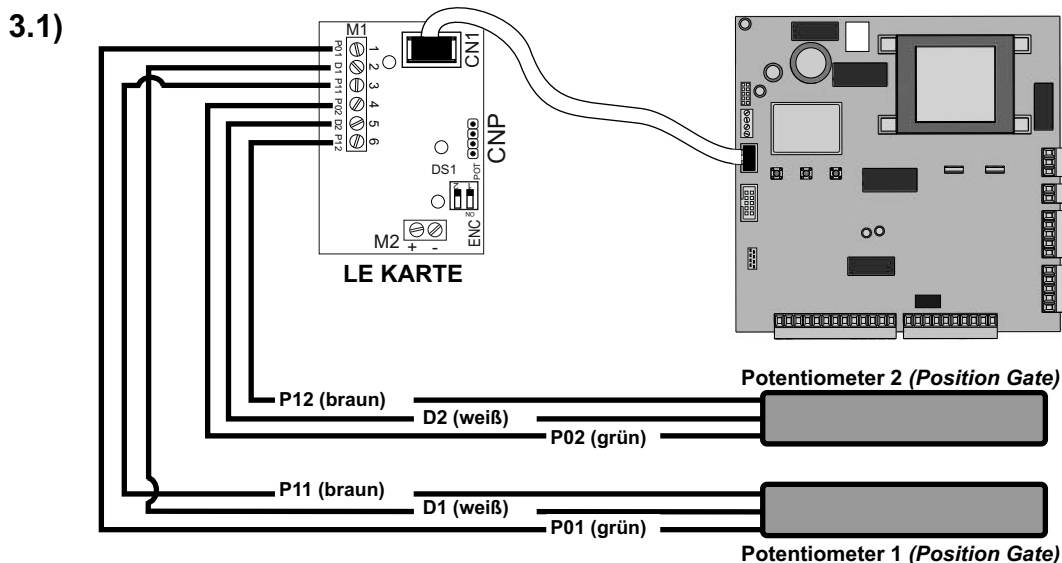 3.1)
M1
P01 1
D1 2
P11 3
P02 4
D2 5
P12 6
CN1
CNP
POT
DS1
NO
ENC
M2
+ -
LE KARTE
Potentiometer 2 (Position Gate)
P12 (braun)
D2 (weiß)
P02 (grün)
P11 (braun)
D1 (weiß)
P01 (grün)
Potentiometer 1 (Position Gate)